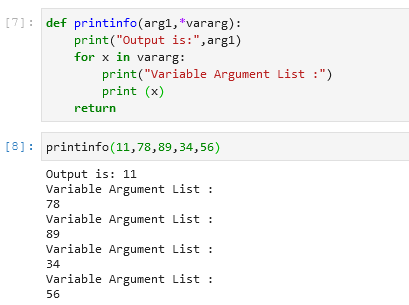 [7]: def printinfo(arg1,*vararg):
    print("Output is:",arg1)
    for x in vararg:
        print("Variable Argument List :")
        print (x)
    return
[8]: printinfo(11,78,89,34,56)
Output is: 11
Variable Argument List :
78
Variable Argument List :
89
Variable Argument List :
34
Variable Argument List :
56